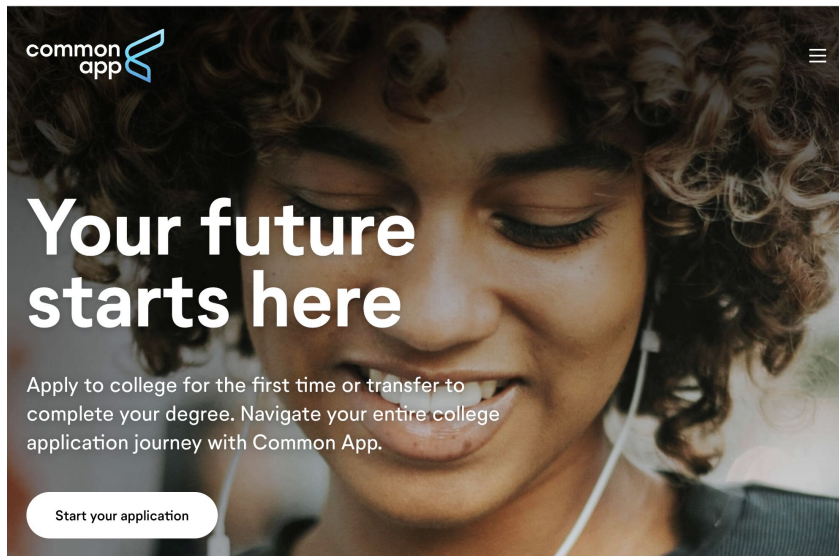 common
app
Your future
starts here
Apply to college for the first time or transfer to
complete your degree. Navigate your entire college
application journey with Common App.
Start your application